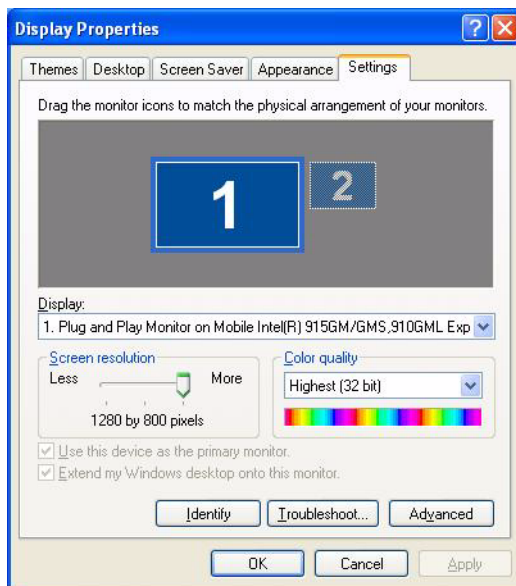 Display Properties
Themes Desktop Screen Saver Appearance Settings
Drag the monitor icons to match the physical arrangement of your monitors.
1 2
Display:
1. Plug and Play Monitor on Mobile Intel(R) 915GM/GMS,910GML Exp
Screen resolution Color quality
Less More Highest (32 bit)
1280 by 800 pixels
Use this device as the primary monitor.
Extend my Windows desktop onto this monitor.
Identify Troubleshoot... Advanced
OK Cancel Apply